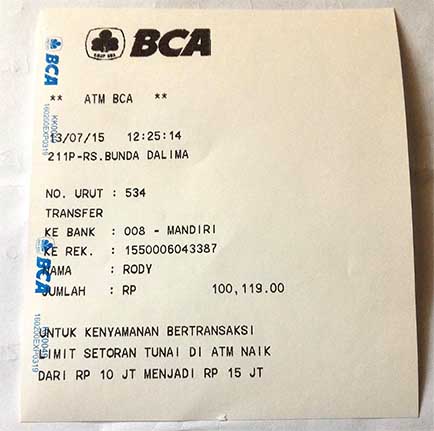 BCA
** ATM BCA **
13/07/15 12:25:14
211P-RS.BUNDA DALIMA
NO. URUT : 534
TRANSFER
KE BANK : 008 - MANDIRI
KE REK. : 1550006043387
NAMA : RODY
JUMLAH : RP 100,119.00
UNTUK KENYAMANAN BERTRANSAKSI
LIMIT SETORAN TUNAI DI ATM NAIK
DARI RP 10 JT MENJADI RP 15 JT
BCA
BCA